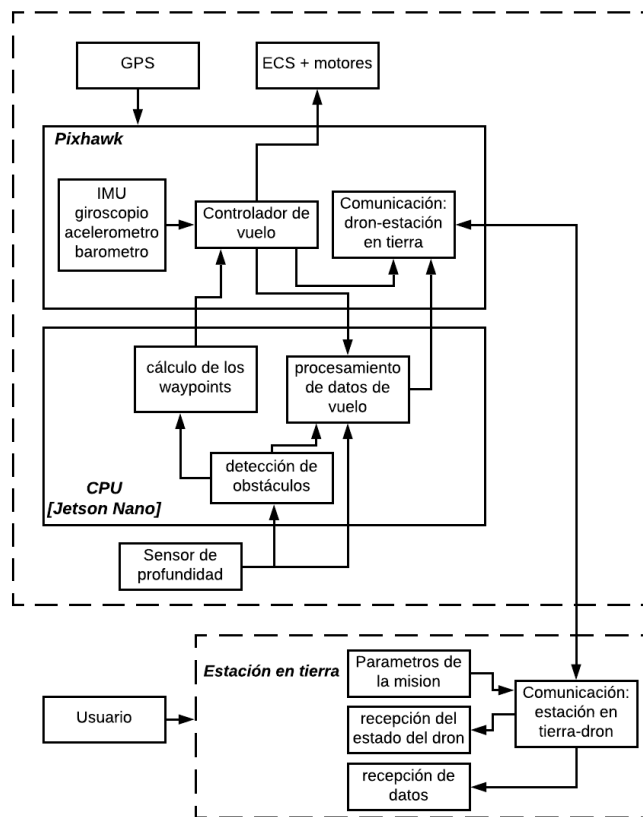 GPS
ECS + motores
Pixhawk
IMU
giroscopio
acelerometro
barometro
Controlador de
vuelo
Comunicación:
dron-estación
en tierra
cálculo de los
waypoints
procesamiento
de datos de
vuelo
detección de
obstáculos
CPU
[Jetson Nano]
Sensor de
profundidad
Estación en tierra
Parametros de
la mision
Usuario
recepción del
estado del dron
Comunicación:
estación en
tierra-dron
recepción de
datos